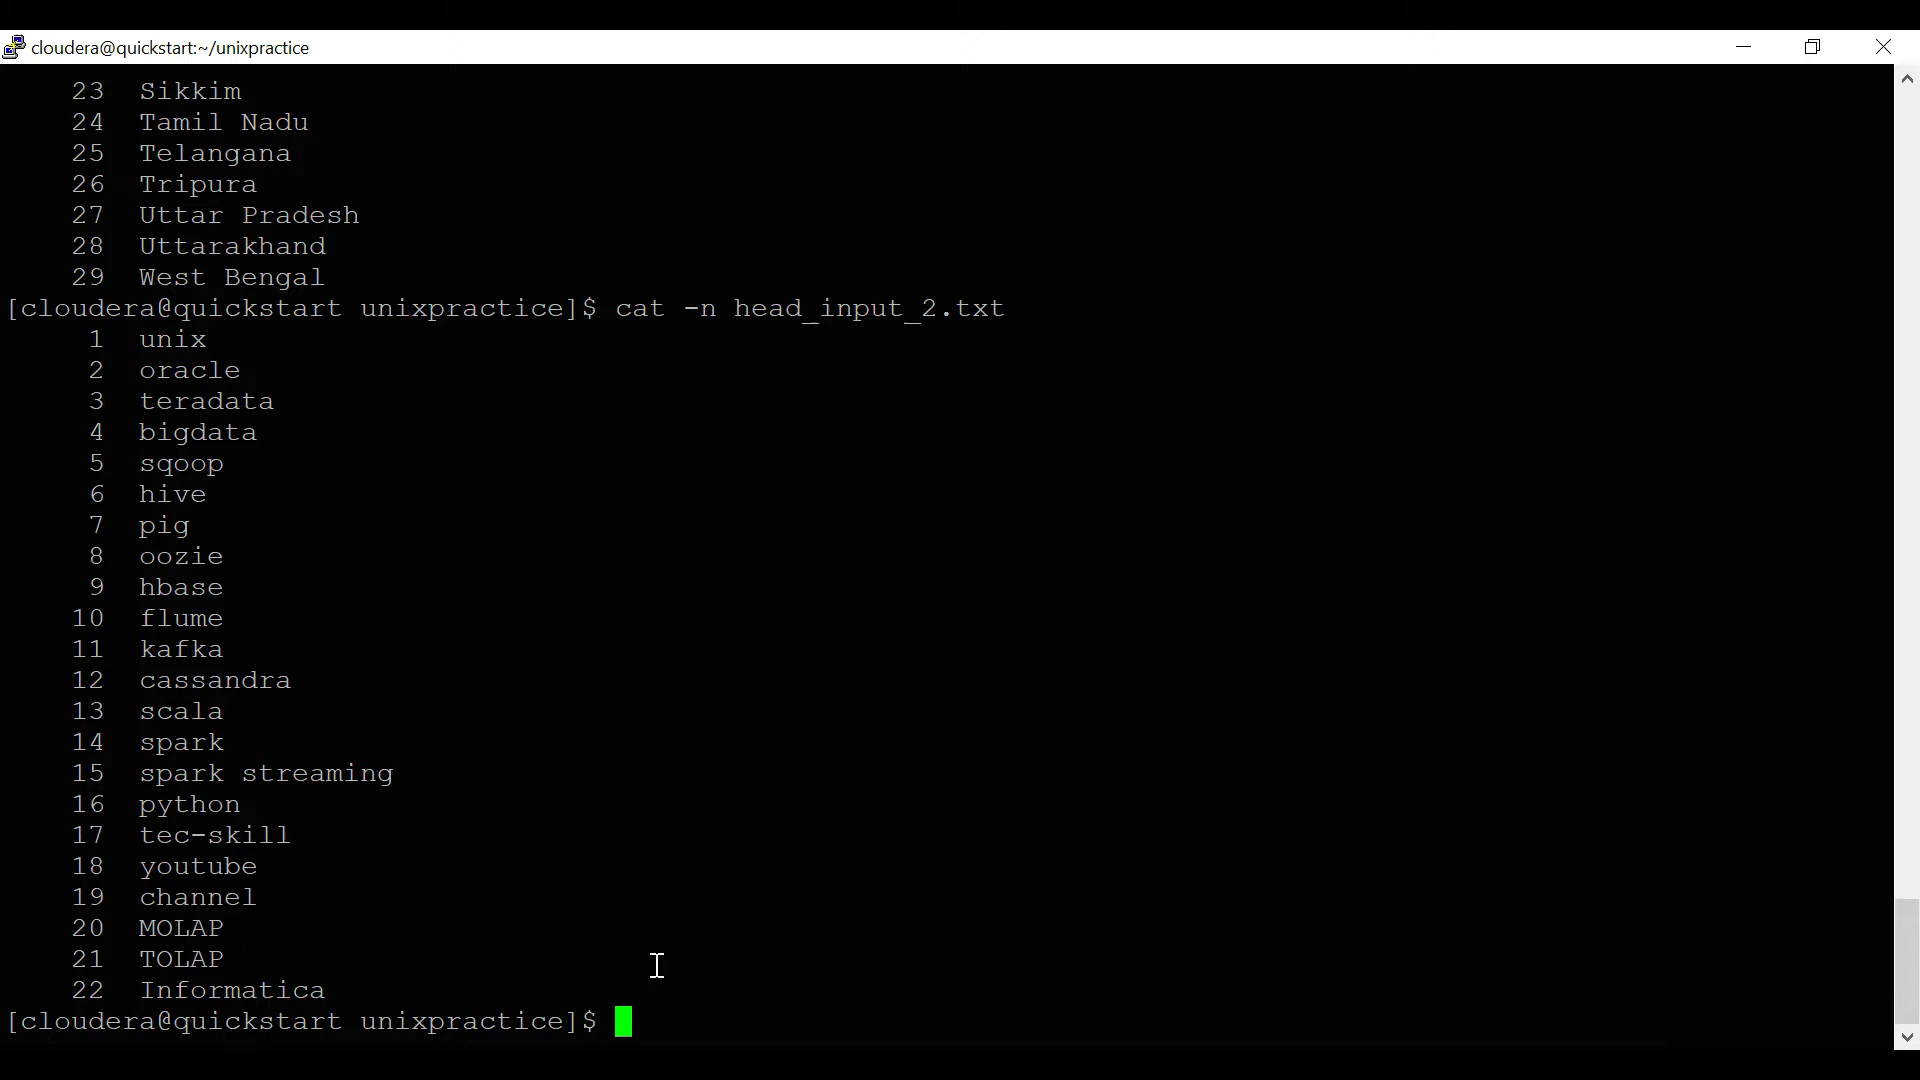 cloudera@quickstart:~/unixpractice
23 Sikkim
24 Tamil Nadu
25 Telangana
26 Tripura
27 Uttar Pradesh
28 Uttarakhand
29 West Bengal
[cloudera@quickstart unixpractice]$ cat -n head_input_2.txt
1 unix
2 oracle
3 teradata
4 bigdata
5 sqoop
6 hive
7 pig
8 oozie
9 hbase
10 flume
11 kafka
12 cassandra
13 scala
14 spark
15 spark streaming
16 python
17 tec-skill
18 youtube
19 channel
20 MOLAP
21 TOLAP
22 Informatica
[cloudera@quickstart unixpractice]$